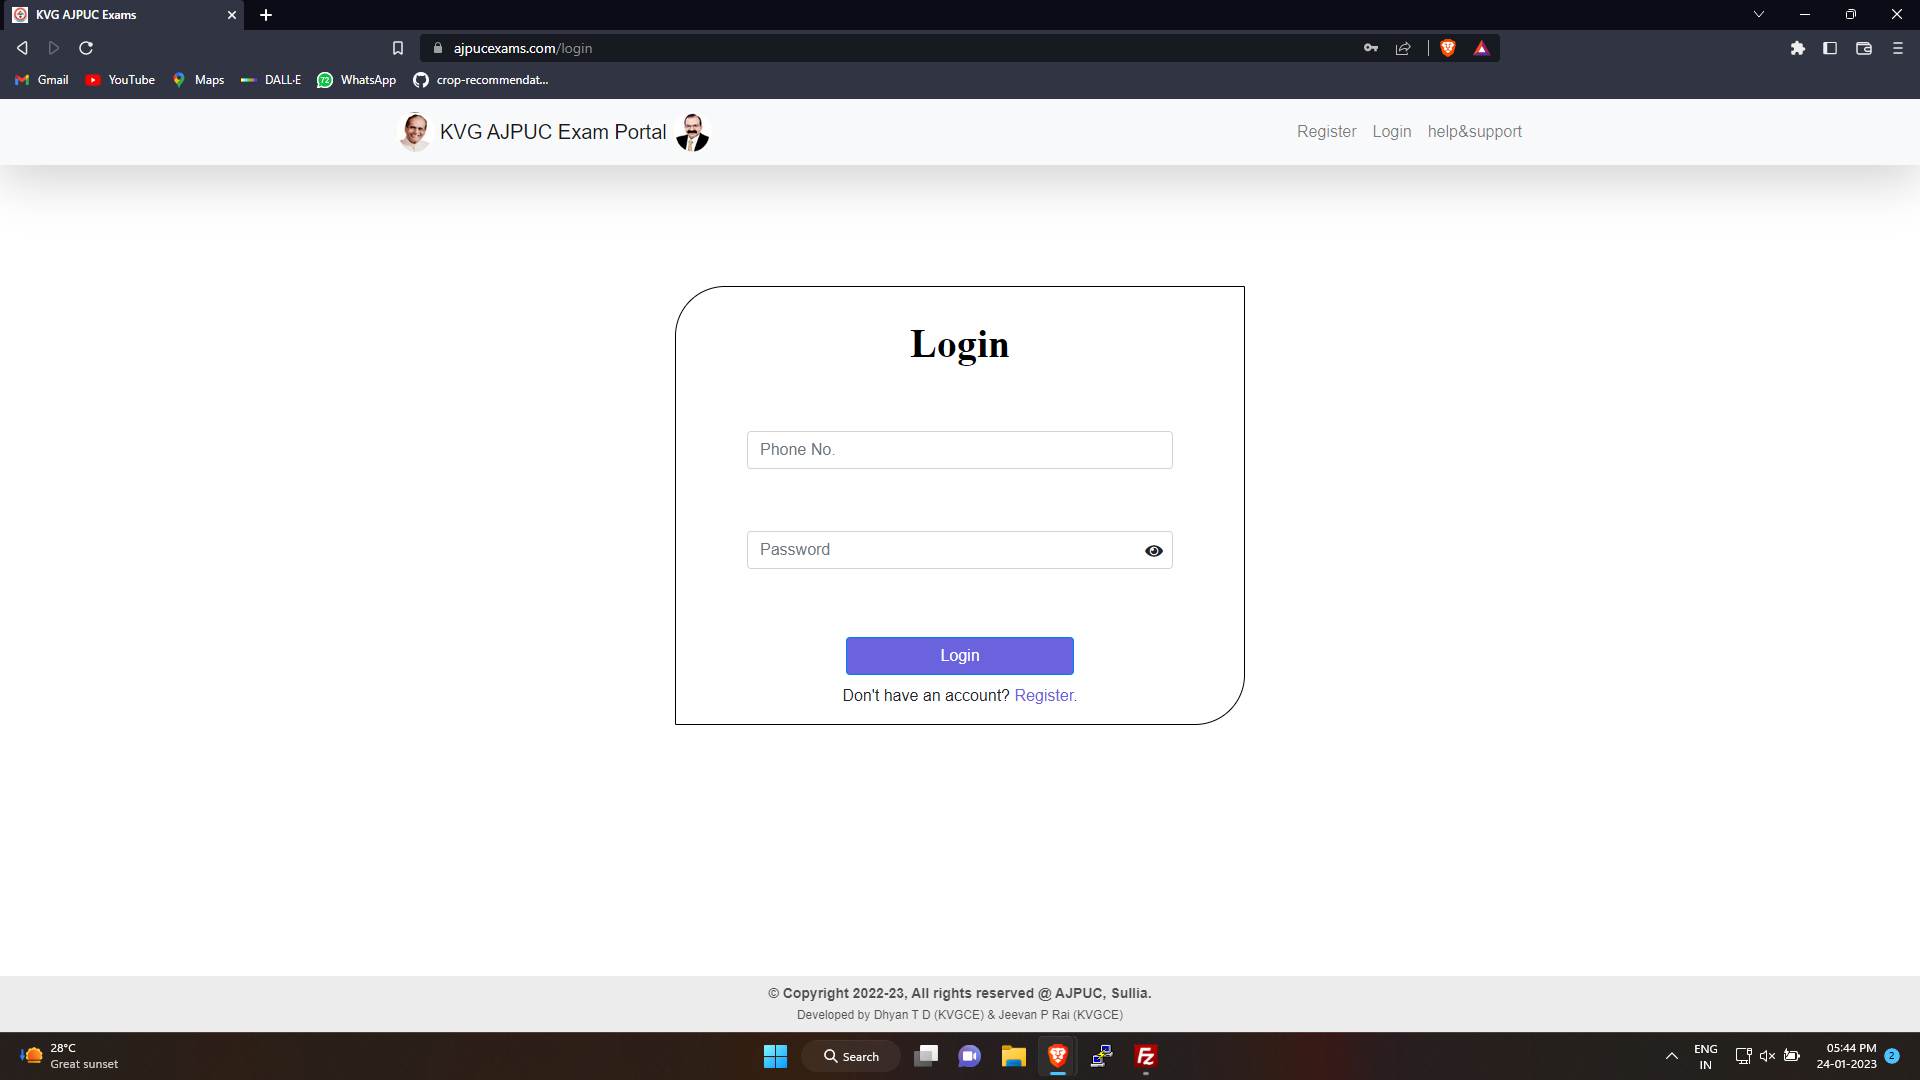 KVG AJPUC Exams
ajpucexams.com/login
Gmail YouTube Maps DALL·E 72 WhatsApp crop-recommendat...
KVG AJPUC Exam Portal Register Login help&support
Login
Phone No.
Password
Login
Don't have an account? Register.
© Copyright 2022-23, All rights reserved @ AJPUC, Sullia.
Developed by Dhyan T D (KVGCE) & Jeevan P Rai (KVGCE)
28°C
Great sunset
Search
Fz
ENG
IN
05:44 PM
24-01-2023
2